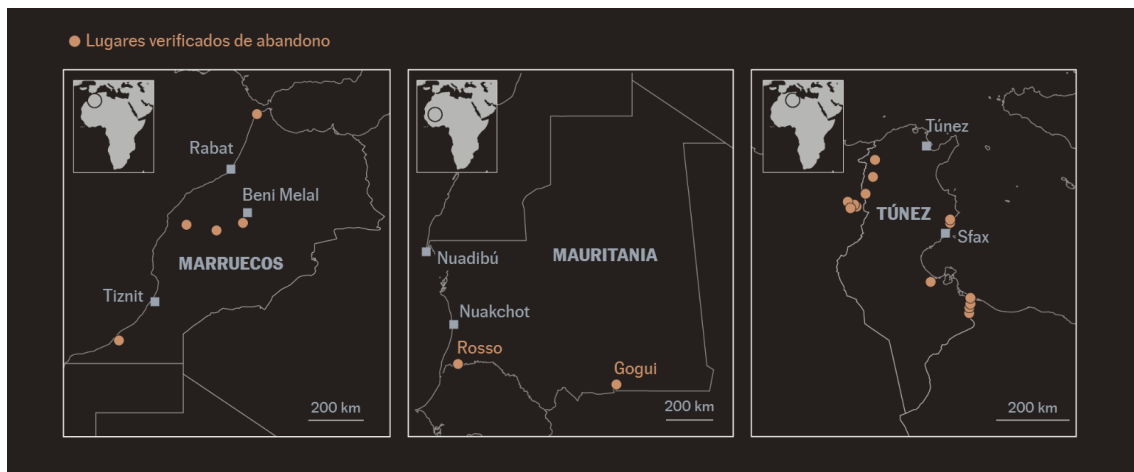 Lugares verificados de abandono
Rabat
Beni Melal
MARRUECOS
Tiznit
200 km
Nuadibú
MAURITANIA
Nuakchot
Rosso
Gogui
200 km
Túnez
TÚNEZ
Sfax
200 km